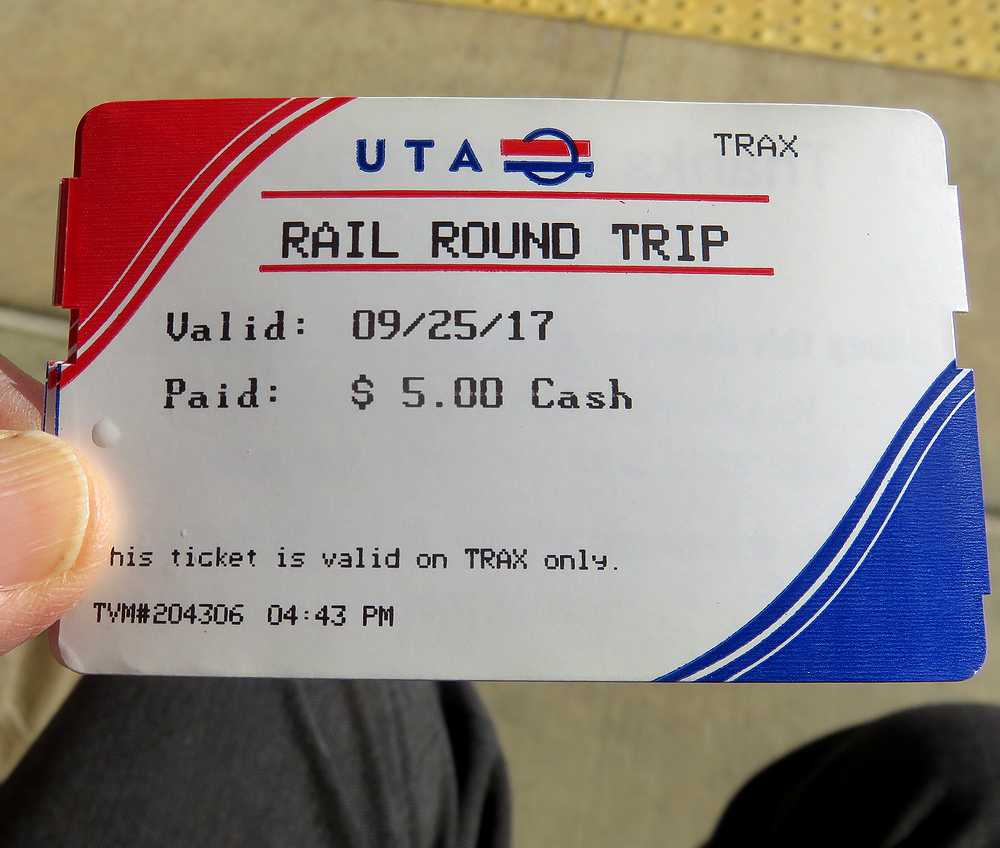 UTA
TRAX
RAIL ROUND TRIP
Valid: 09/25/17
Paid: $ 5.00 Cash
his ticket is valid on TRAX only.
TVM#204306 04:43 PM